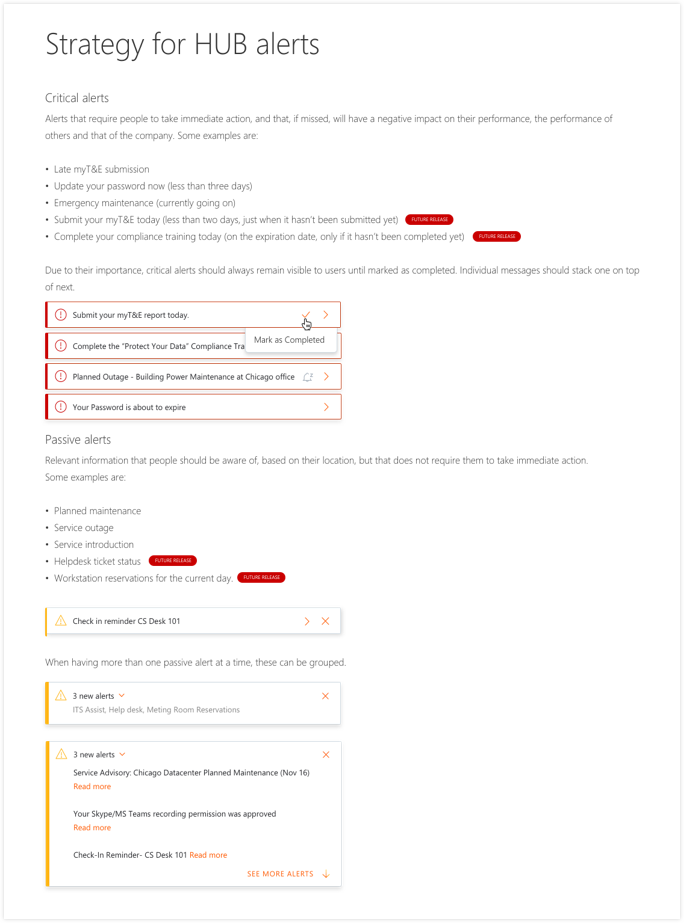 Strategy for HUB alerts
Critical alerts
Alerts that require people to take immediate action, and that, if missed, will have a negative impact on their performance, the performance of
others and that of the company. Some examples are:
• Late myT&E submission
• Update your password now (less than three days)
• Emergency maintenance (currently going on)
• Submit your myT&E today (less than two days, just when it hasn't been submitted yet) FUTURE RELEASE
• Complete your compliance training today (on the expiration date, only if it hasn't been completed yet) FUTURE RELEASE
Due to their importance, critical alerts should always remain visible to users until marked as completed. Individual messages should stack one on top
of next.
Submit your myT&E report today.
Mark as Completed
Complete the "Protect Your Data" Compliance Tra
Planned Outage - Building Power Maintenance at Chicago office
Your Password is about to expire
Passive alerts
Relevant information that people should be aware of, based on their location, but that does not require them to take immediate action.
Some examples are:
• Planned maintenance
• Service outage
• Service introduction
• Helpdesk ticket status FUTURE RELEASE
• Workstation reservations for the current day. FUTURE RELEASE
Check in reminder CS Desk 101
When having more than one passive alert at a time, these can be grouped.
3 new alerts
ITS Assist, Help desk, Meting Room Reservations
3 new alerts
Service Advisory: Chicago Datacenter Planned Maintenance (Nov 16)
Read more
Your Skype/MS Teams recording permission was approved
Read more
Check-In Reminder- CS Desk 101 Read more
SEE MORE ALERTS